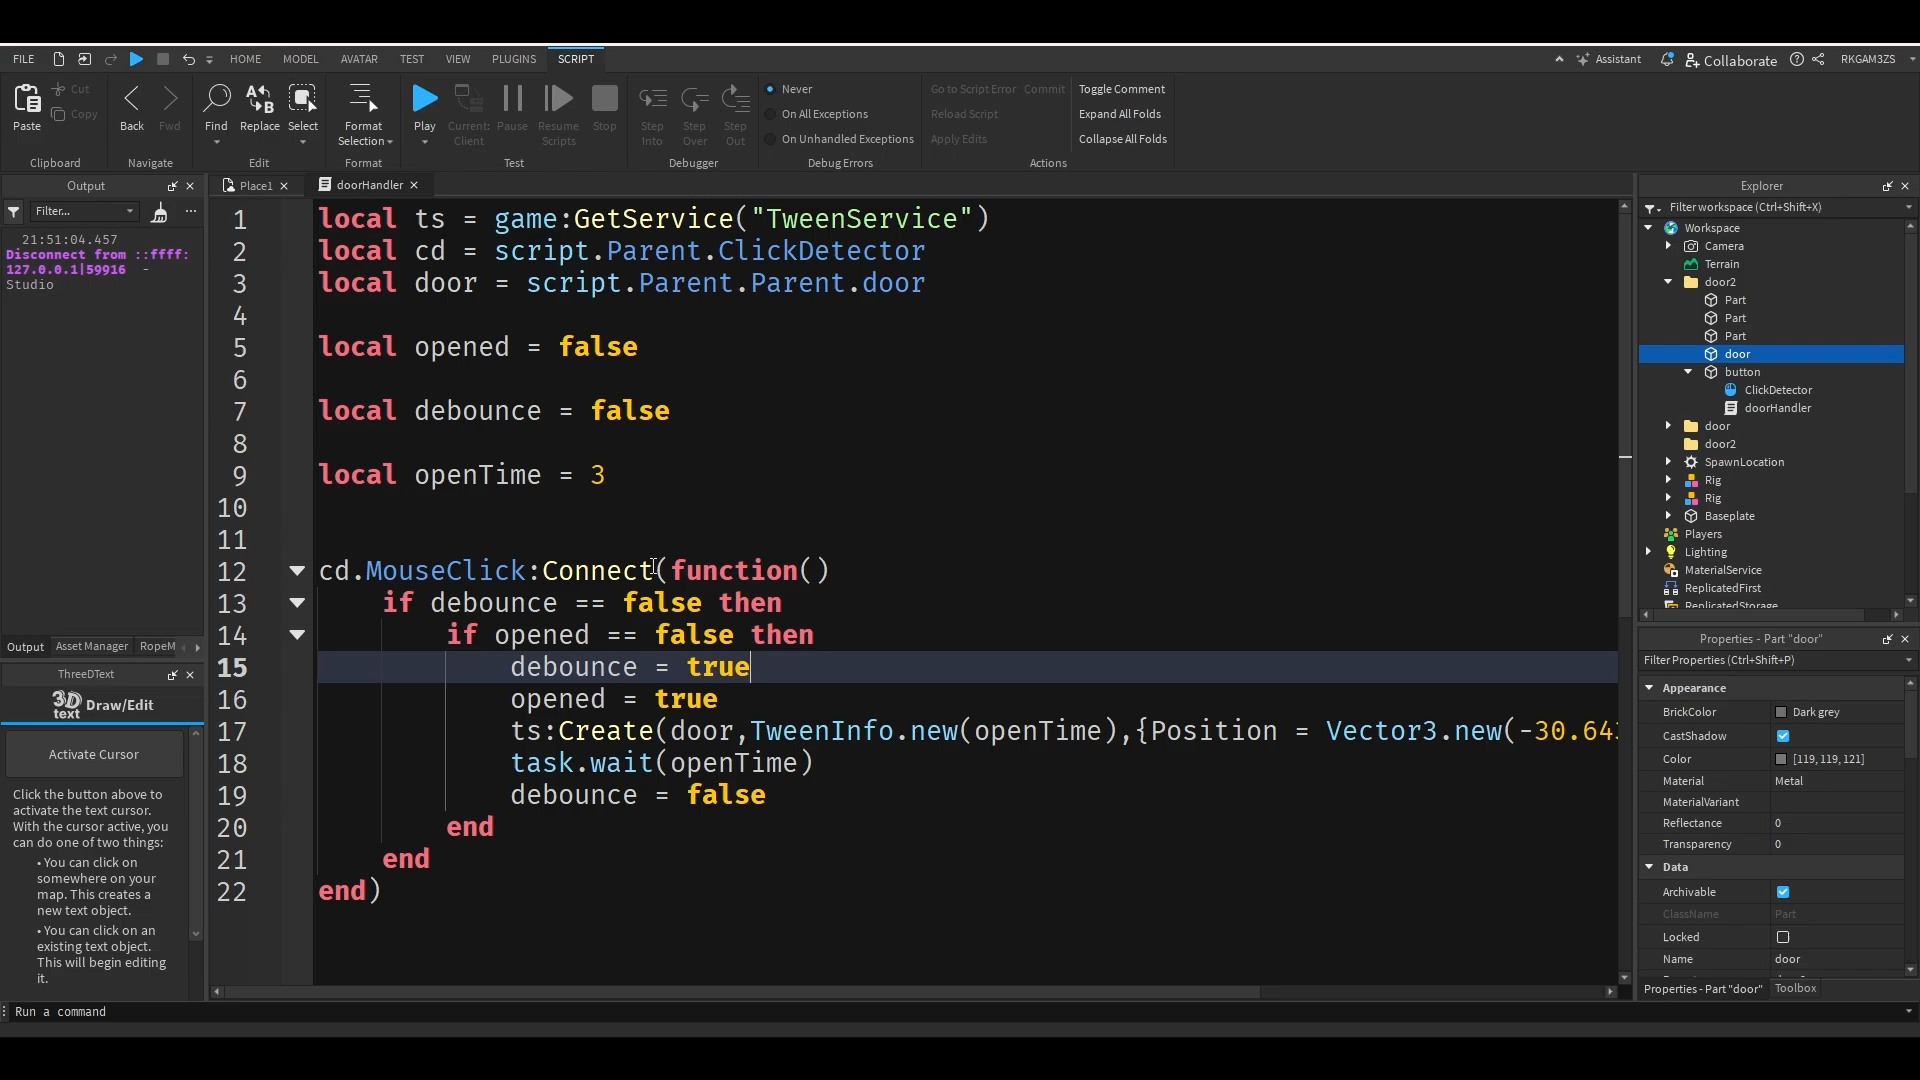 FILE HOME MODEL AVATAR TEST VIEW PLUGINS SCRIPT Assistant Collaborate RKGAM3ZS
Paste Cut Copy Back Fwd Find Replace Select Format Selection Play Current: Client Pause Resume Scripts Stop Step Into Step Over Step Out
Never
On All Exceptions
On Unhandled Exceptions
Go to Script Error Commit
Reload Script
Apply Edits
Toggle Comment
Expand All Folds
Collapse All Folds
Clipboard Navigate Edit Format Test Debugger Debug Errors Actions
Output
Filter...
21:51:04.457
Disconnect from ::ffff:
127.0.0.1|59916 -
Studio
Output Asset Manager RopeM
ThreeDText
3D text Draw/Edit
Activate Cursor
Click the button above to
activate the text cursor.
With the cursor active, you
can do one of two things:
• You can click on
somewhere on your
map. This creates a
new text object.
• You can click on an
existing text object.
This will begin editing
it.
Place1 doorHandler
1 local ts = game:GetService("TweenService")
2 local cd = script.Parent.ClickDetector
3 local door = script.Parent.Parent.door
4
5 local opened = false
6
7 local debounce = false
8
9 local openTime = 3
10
11
12 cd.MouseClick:Connect(function()
13 if debounce == false then
14 if opened == false then
15 debounce = true
16 opened = true
17 ts:Create(door,TweenInfo.new(openTime),{Position = Vector3.new(-30.643
18 task.wait(openTime)
19 debounce = false
20 end
21 end
22 end)
Explorer
Filter workspace (Ctrl+Shift+X)
Workspace
Camera
Terrain
door2
Part
Part
Part
door
button
ClickDetector
doorHandler
door
door2
SpawnLocation
Rig
Rig
Baseplate
Players
Lighting
MaterialService
ReplicatedFirst
ReplicatedStorage
Properties - Part "door"
Filter Properties (Ctrl+Shift+P)
Appearance
BrickColor Dark grey
CastShadow
Color [119, 119, 121]
Material Metal
MaterialVariant
Reflectance 0
Transparency 0
Data
Archivable
ClassName Part
Locked
Name door
Properties - Part "door" Toolbox
Run a command